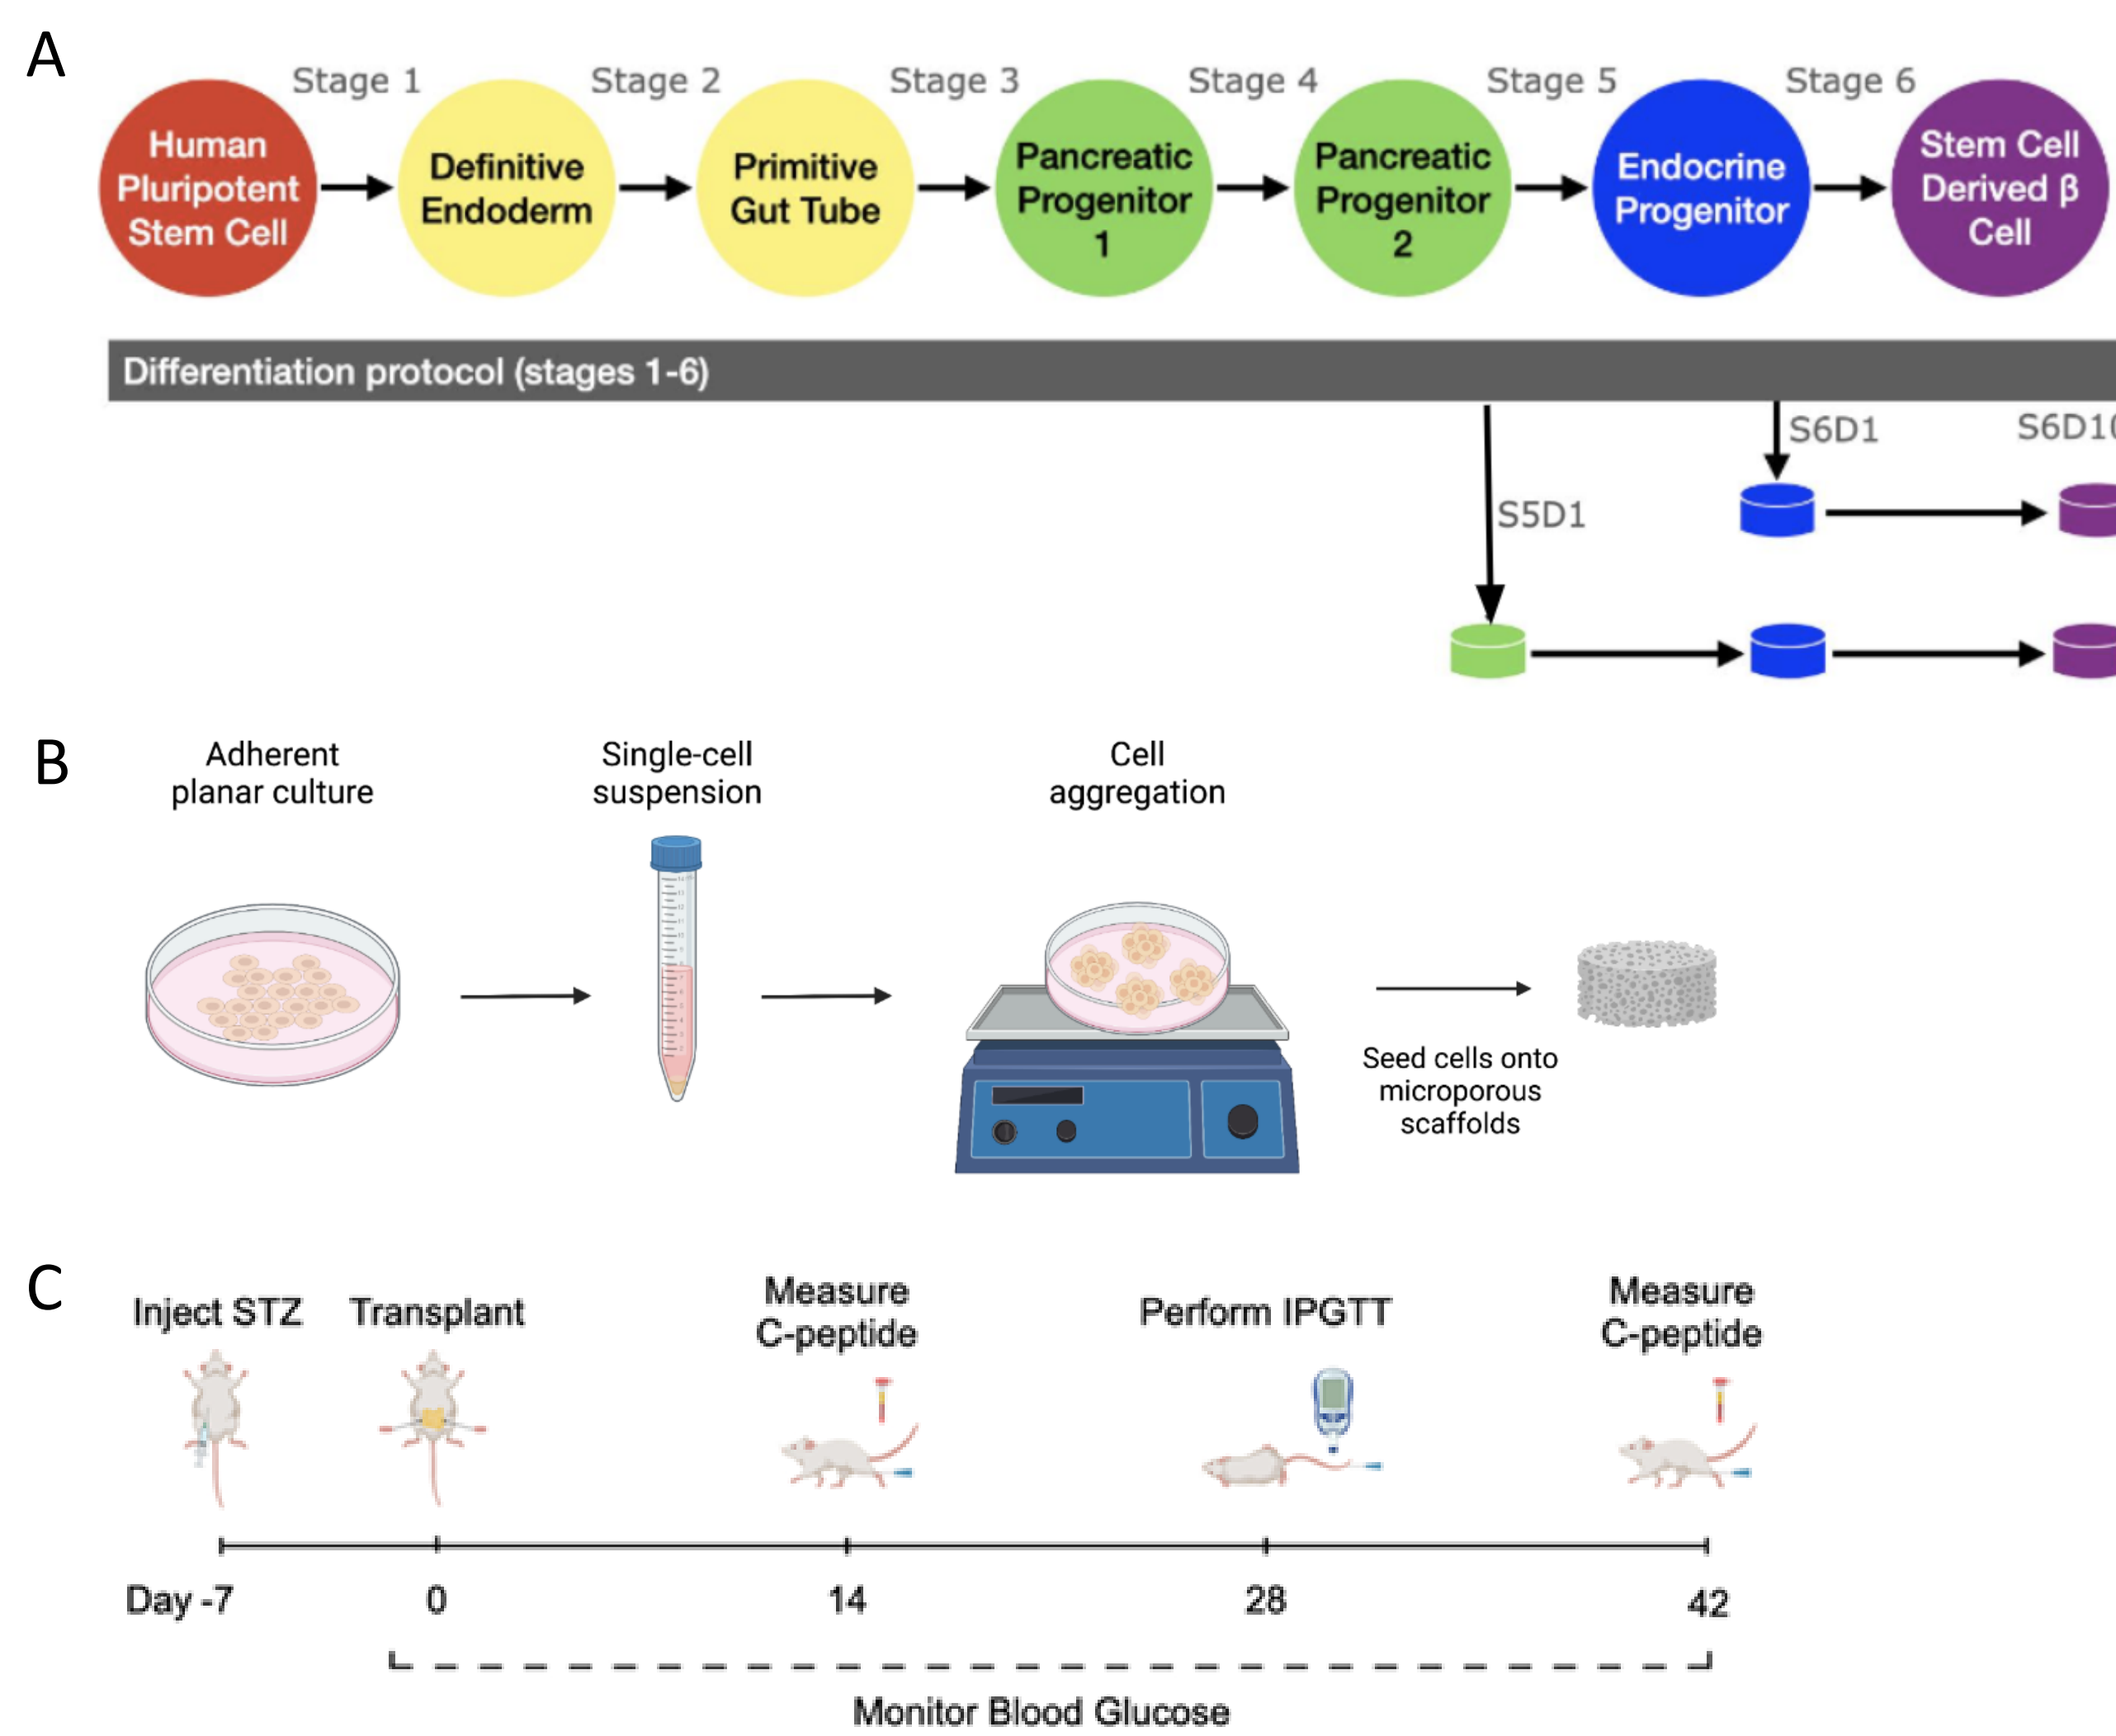 A
Stage 1
Stage 2
Stage 3
Stage 4
Stage 5
Stage 6
Human
Pluripotent
Stem Cell
Definitive
Endoderm
Primitive
Gut Tube
Pancreatic
Progenitor
1
Pancreatic
Progenitor
2
Endocrine
Progenitor
Stem Cell
Derived β
Cell
Differentiation protocol (stages 1-6)
S6D1
S6D10
S5D1
B
Adherent
planar culture
Single-cell
suspension
Cell
aggregation
Seed cells onto
microporous
scaffolds
C
Inject STZ
Transplant
Measure
C-peptide
Perform IPGTT
Measure
C-peptide
Day -7
0
14
28
42
Monitor Blood Glucose